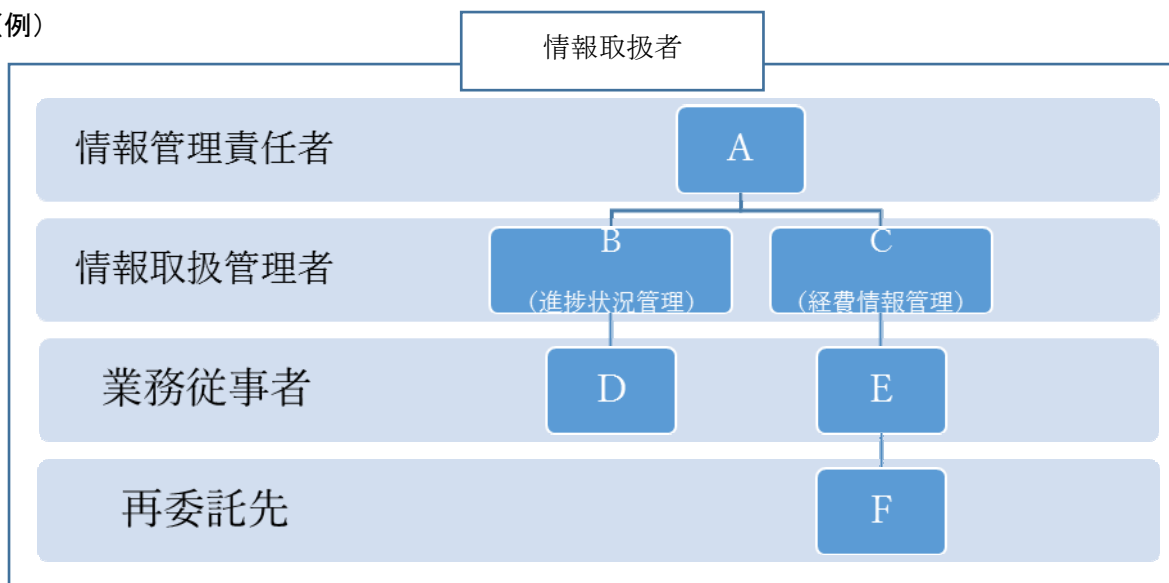 （例）
情報取扱者
情報管理責任者
A
情報取扱管理者
B
（進捗状況管理）
C
（経費情報管理）
業務従事者
D
E
再委託先
F